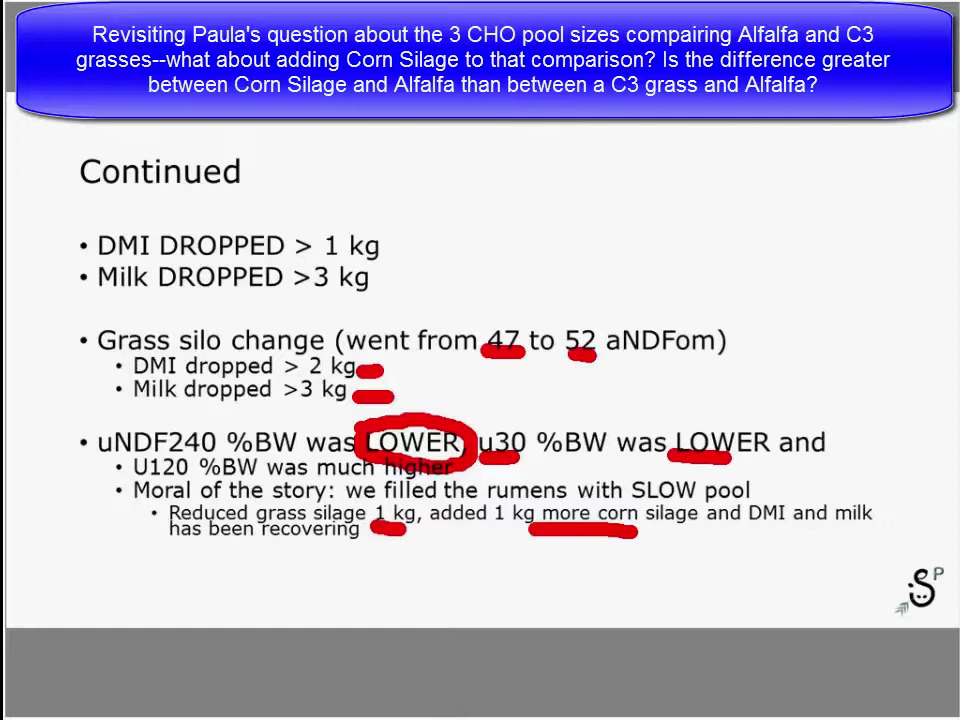 Revisiting Paula's question about the 3 CHO pool sizes compairing Alfalfa and C3
grasses--what about adding Corn Silage to that comparison? Is the difference greater
between Corn Silage and Alfalfa than between a C3 grass and Alfalfa?
Continued
• DMI DROPPED > 1 kg
• Milk DROPPED >3 kg
• Grass silo change (went from 47 to 52 aNDFom)
• DMI dropped > 2 kg
• Milk dropped >3 kg
• uNDF240 %BW was LOWER, u30 %BW was LOWER and
• U120 %BW was much higher
• Moral of the story: we filled the rumens with SLOW pool
• Reduced grass silage 1 kg, added 1 kg more corn silage and DMI and milk
has been recovering
S P